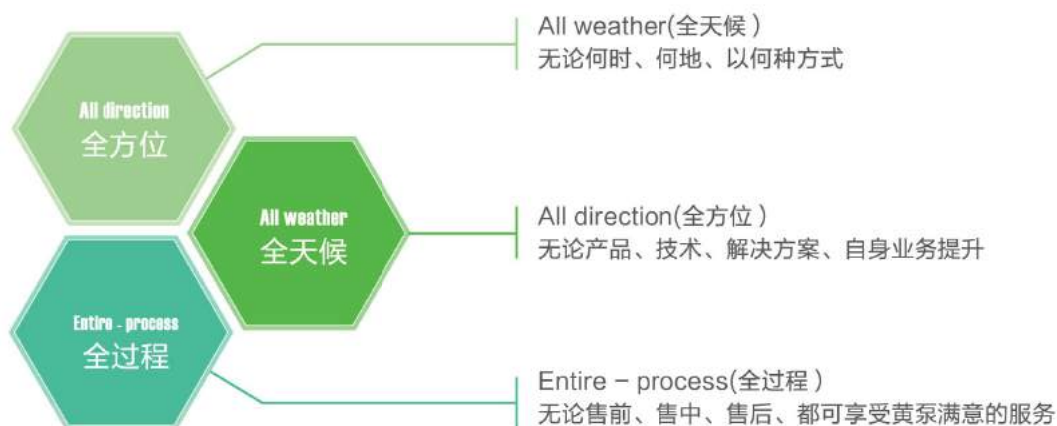 All direction
全方位
All weather
全天候
Entire - process
全过程
All weather(全天候）
无论何时、何地、以何种方式
All direction(全方位）
无论产品、技术、解决方案、自身业务提升
Entire – process(全过程）
无论售前、售中、售后、都可享受黄泵满意的服务